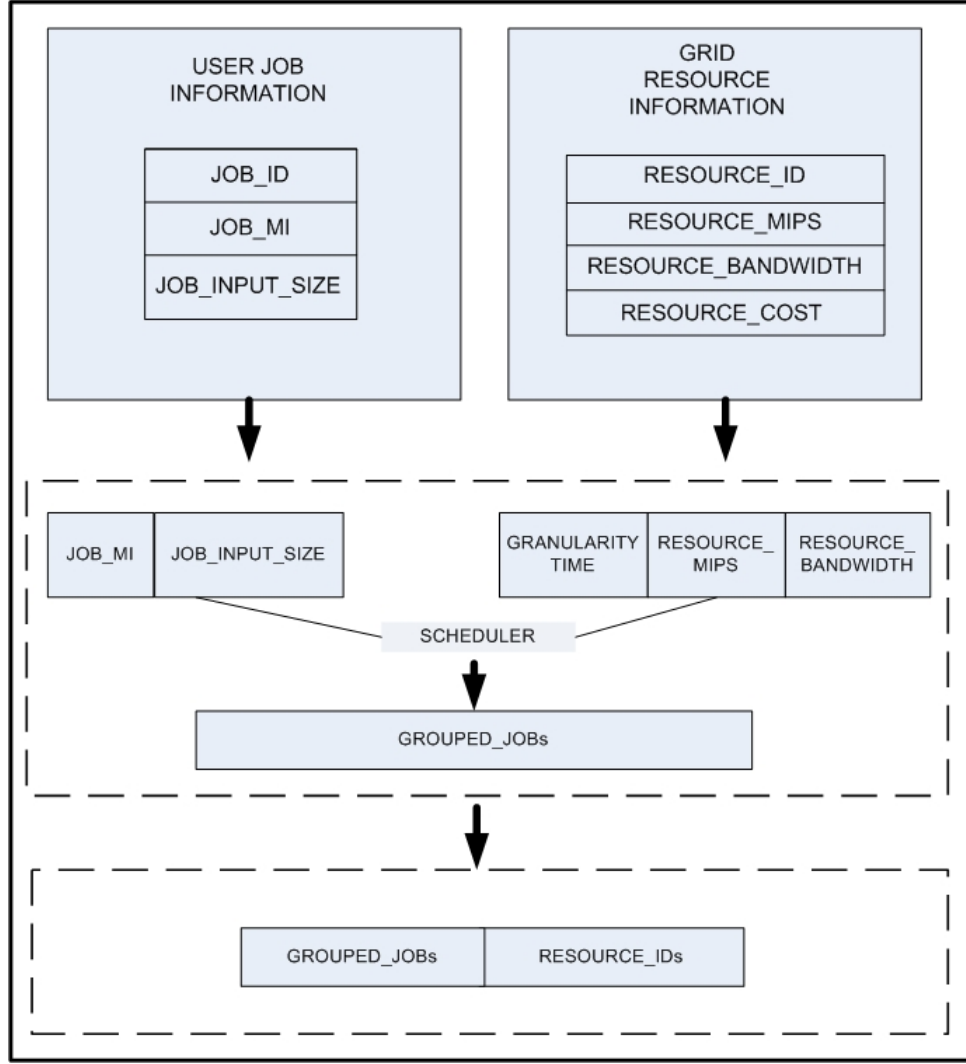 USER JOB
INFORMATION
JOB_ID
JOB_MI
JOB_INPUT_SIZE
GRID
RESOURCE
INFORMATION
RESOURCE_ID
RESOURCE_MIPS
RESOURCE_BANDWIDTH
RESOURCE_COST
JOB_MI
JOB_INPUT_SIZE
GRANULARITY
TIME
RESOURCE_
MIPS
RESOURCE_
BANDWIDTH
SCHEDULER
GROUPED_JOBs
GROUPED_JOBs
RESOURCE_IDs